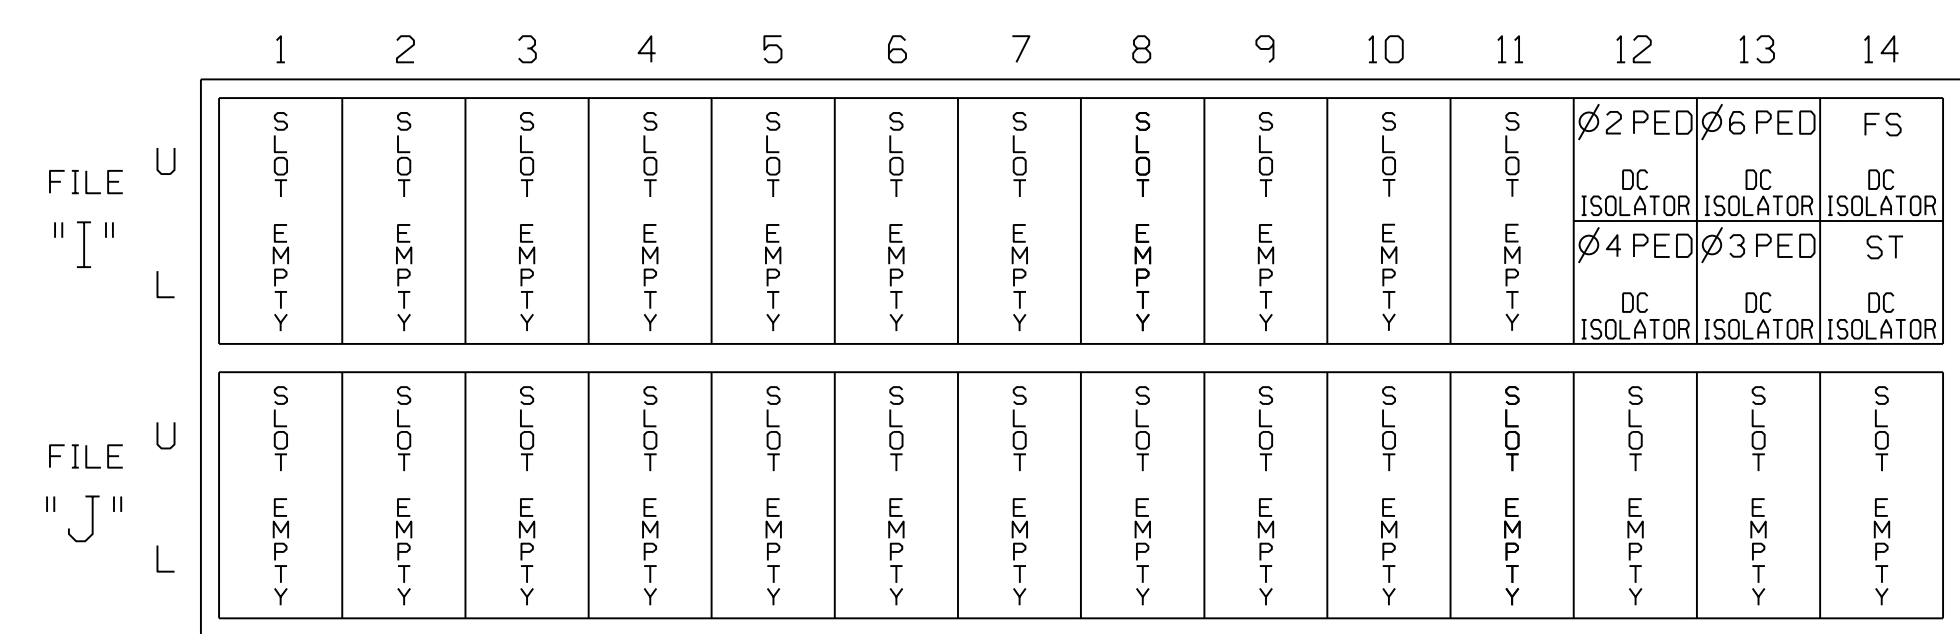 1 2 3 4 5 6 7 8 9 10 11 12 13 14
FILE
"I"
U
L
SLOT EMPTY
SLOT EMPTY
SLOT EMPTY
SLOT EMPTY
SLOT EMPTY
SLOT EMPTY
SLOT EMPTY
SLOT EMPTY
SLOT EMPTY
SLOT EMPTY
SLOT EMPTY
Ø2 PED
DC
ISOLATOR
Ø6 PED
DC
ISOLATOR
FS
DC
ISOLATOR
Ø4 PED
DC
ISOLATOR
Ø3 PED
DC
ISOLATOR
ST
DC
ISOLATOR
FILE
"J"
U
L
SLOT EMPTY
SLOT EMPTY
SLOT EMPTY
SLOT EMPTY
SLOT EMPTY
SLOT EMPTY
SLOT EMPTY
SLOT EMPTY
SLOT EMPTY
SLOT EMPTY
SLOT EMPTY
SLOT EMPTY
SLOT EMPTY
SLOT EMPTY